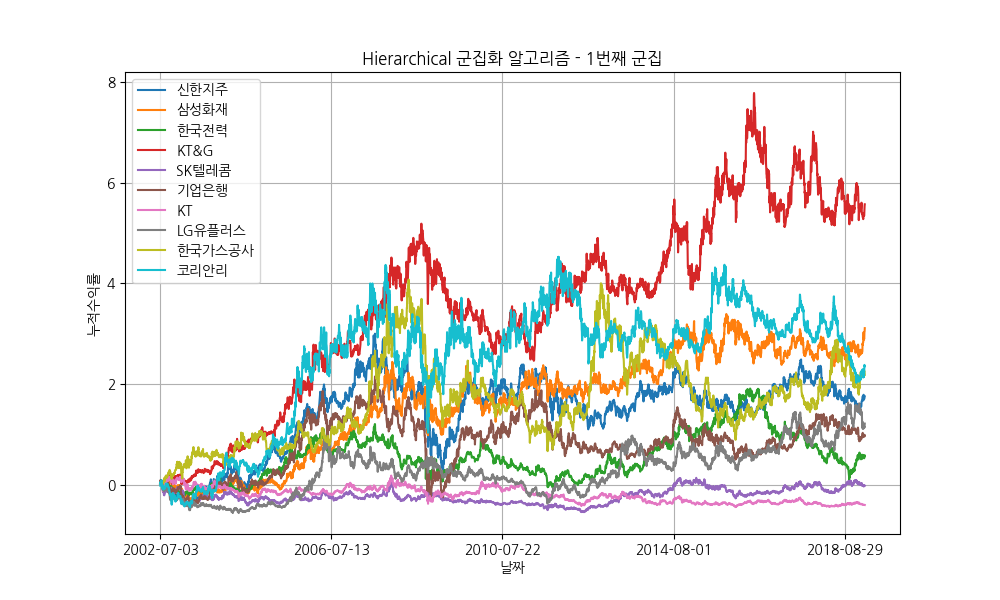 Hierarchical 군집화 알고리즘 - 1번째 군집
신한지주
삼성화재
한국전력
KT&G
SK텔레콤
기업은행
KT
LG유플러스
한국가스공사
코리안리
누적수익률
8
6
4
2
0
2002-07-03 2006-07-13 2010-07-22 2014-08-01 2018-08-29
날짜